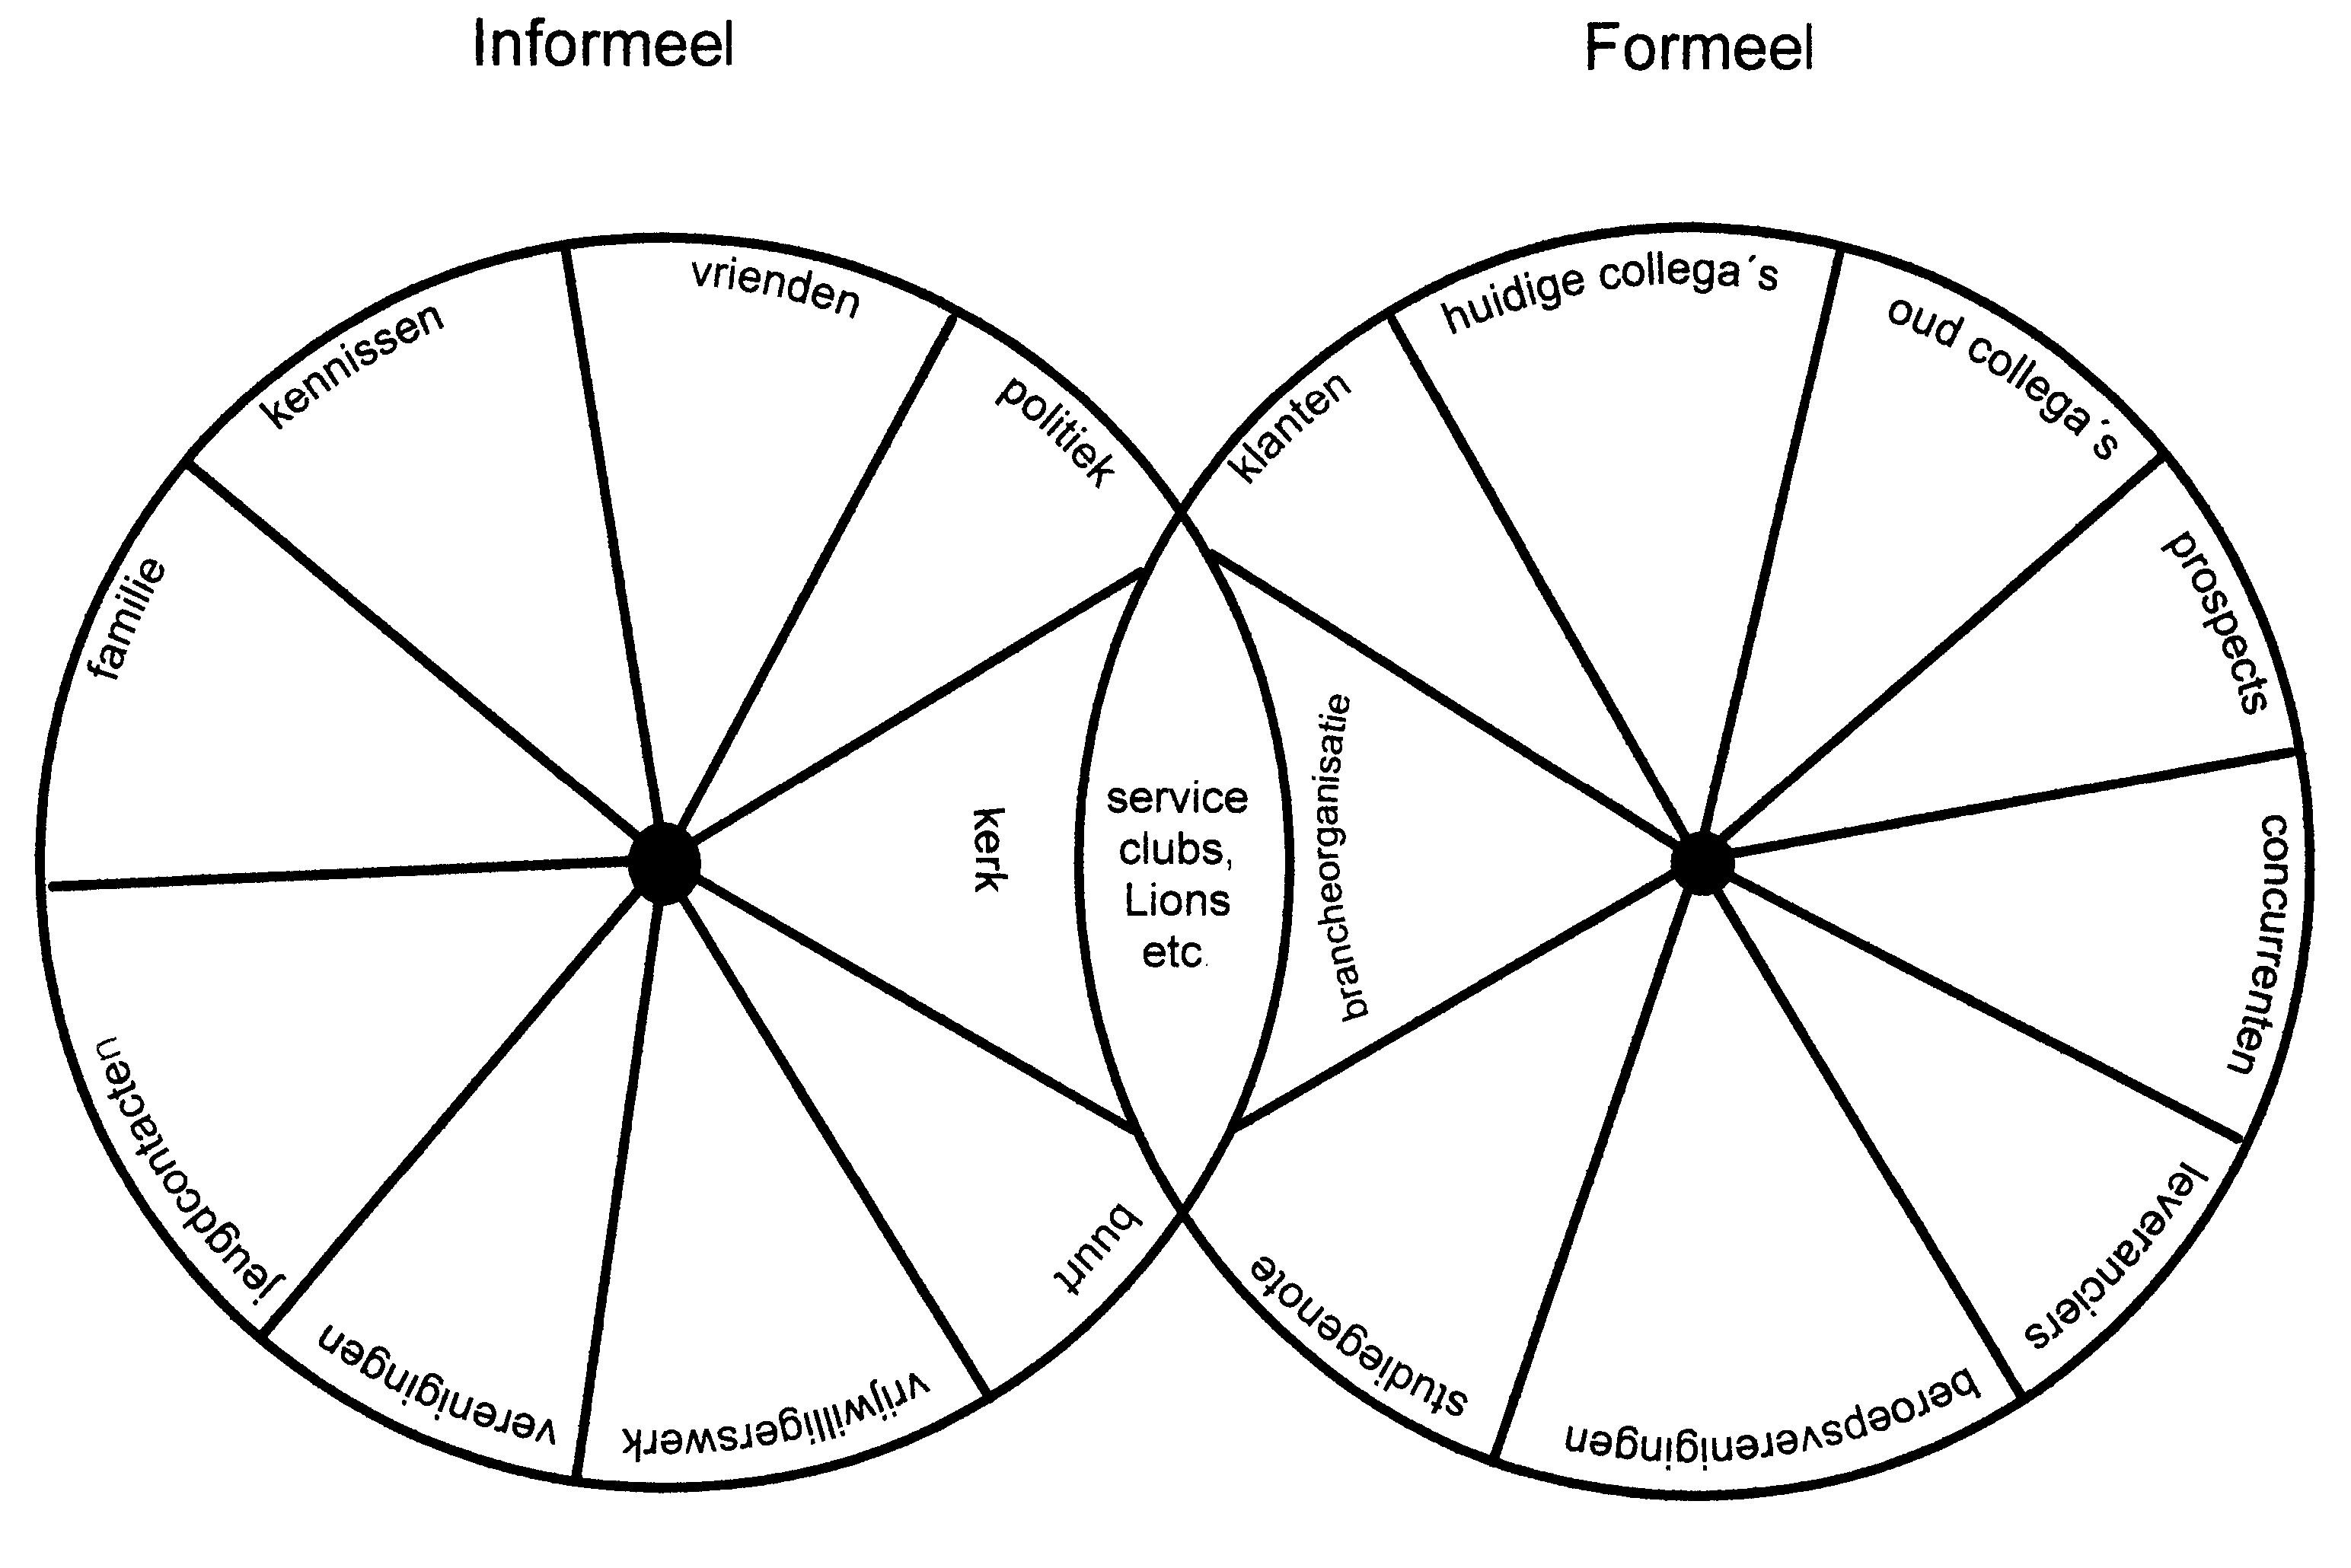 Informeel
Formeel
vrienden
kennissen
politiek
familie
kerk
jeugdcontacten
verenigingen
vrijwilligerswerk
buurt
service
clubs,
Lions
etc.
huidige collega´s
oud collega´s
klanten
prospects
brancheorganisatie
concurrenten
leveranciers
beroepsverenigingen
studiegenote